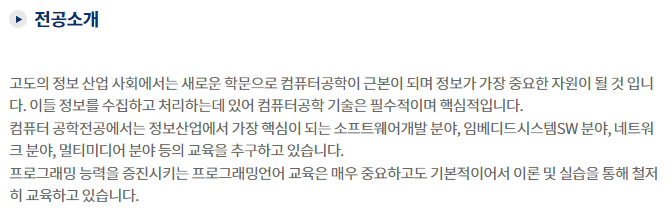 전공소개
고도의 정보 산업 사회에서는 새로운 학문으로 컴퓨터공학이 근본이 되며 정보가 가장 중요한 자원이 될 것 입니
다. 이들 정보를 수집하고 처리하는데 있어 컴퓨터공학 기술은 필수적이며 핵심적입니다.
컴퓨터 공학전공에서는 정보산업에서 가장 핵심이 되는 소프트웨어개발 분야, 임베디드시스템SW 분야, 네트워
크 분야, 멀티미디어 분야 등의 교육을 추구하고 있습니다.
프로그래밍 능력을 증진시키는 프로그래밍언어 교육은 매우 중요하고도 기본적이어서 이론 및 실습을 통해 철저
히 교육하고 있습니다.